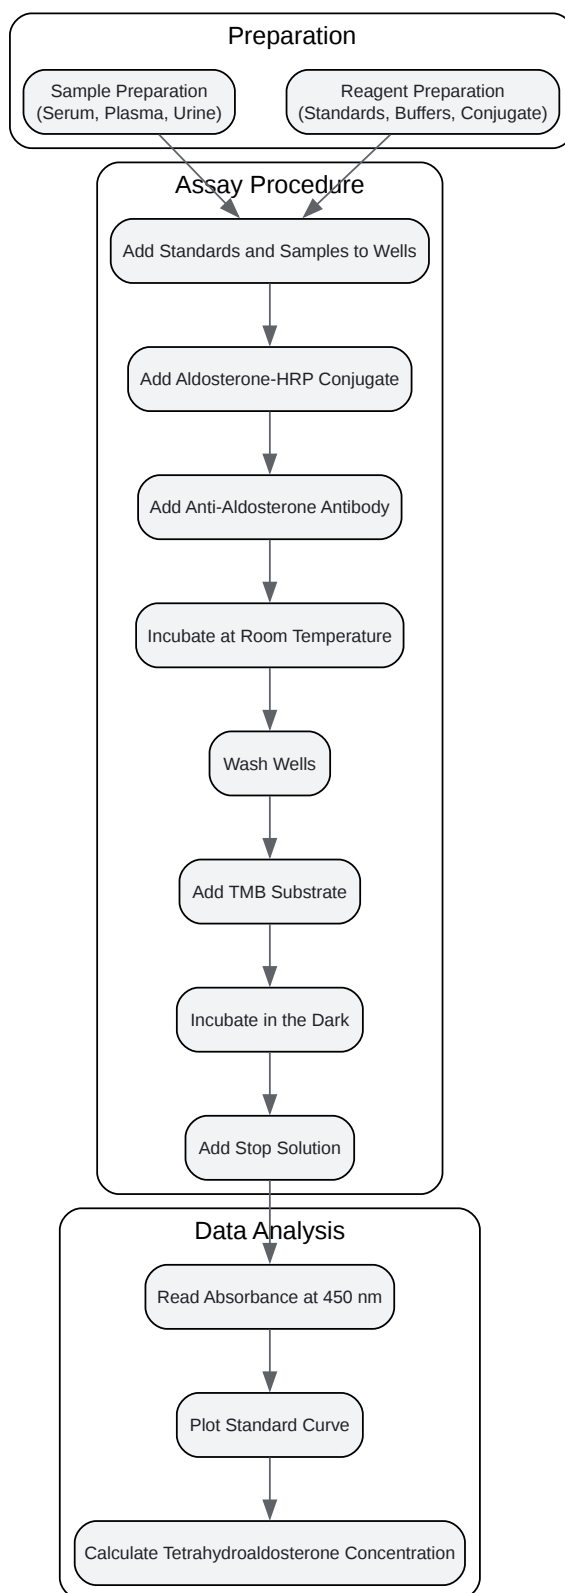 Preparation
Sample Preparation
(Serum, Plasma, Urine)
Reagent Preparation
(Standards, Buffers, Conjugate)
Assay Procedure
Add Standards and Samples to Wells
Add Aldosterone-HRP Conjugate
Add Anti-Aldosterone Antibody
Incubate at Room Temperature
Wash Wells
Add TMB Substrate
Incubate in the Dark
Add Stop Solution
Data Analysis
Read Absorbance at 450 nm
Plot Standard Curve
Calculate Tetrahydroaldosterone Concentration